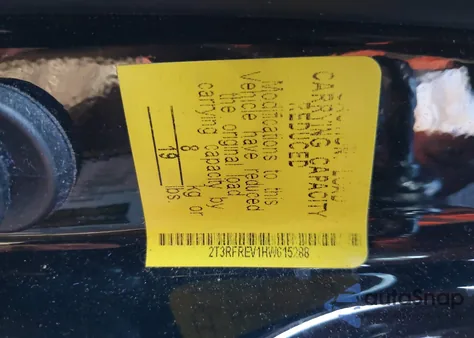 CARRYING CAPACITY
REDUCED
Modifications to this
vehicle have reduced
the original load
carrying capacity by
8 kg or
19 lbs.
2T3RFREV1HW615288
autoSnap